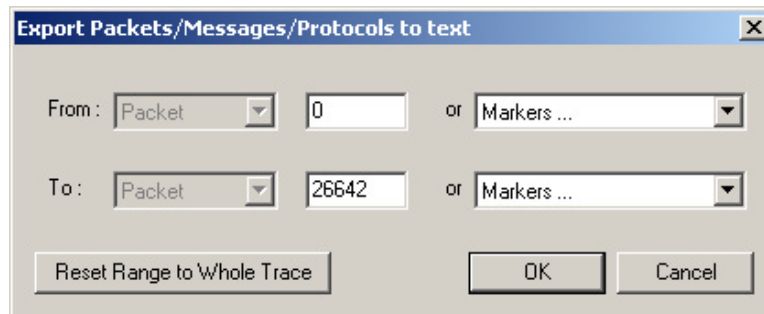 Export Packets/Messages/Protocols to text
From : Packet 0 or Markers ...
To : Packet 26642 or Markers ...
Reset Range to Whole Trace OK Cancel